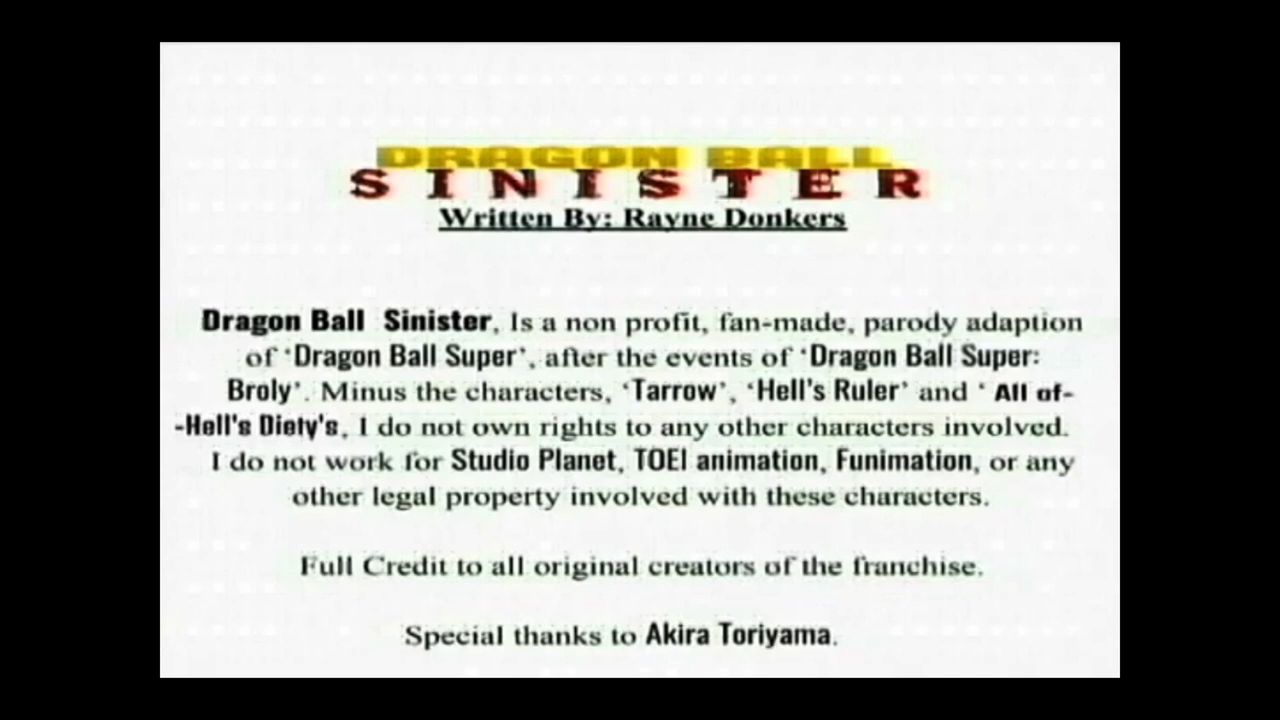 DRAGON BALL
SINISTER
Written By: Rayne Donkers
Dragon Ball Sinister, Is a non profit, fan-made, parody adaption
of 'Dragon Ball Super', after the events of 'Dragon Ball Super:
Broly'. Minus the characters, 'Tarrow', 'Hell's Ruler' and ' All of-
-Hell's Diety's, I do not own rights to any other characters involved.
I do not work for Studio Planet, TOEI animation, Funimation, or any
other legal property involved with these characters.
Full Credit to all original creators of the franchise.
Special thanks to Akira Toriyama.